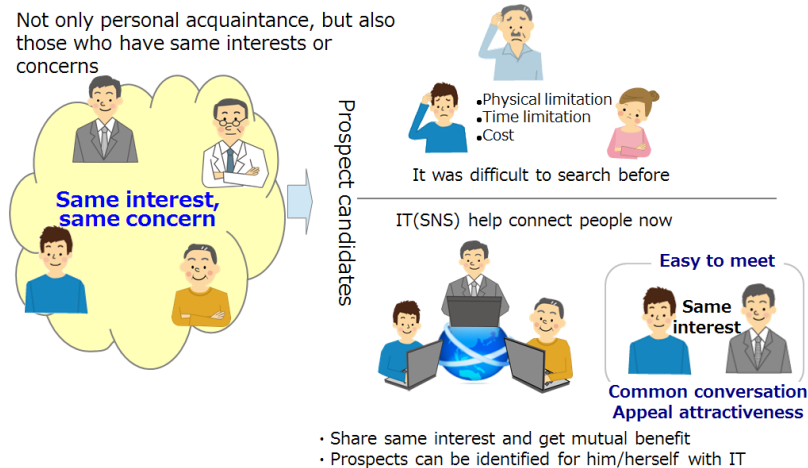 Not only personal acquaintance, but also
those who have same interests or
concerns
Same interest,
same concern
Prospect candidates
•Physical limitation
•Time limitation
•Cost
It was difficult to search before
IT(SNS) help connect people now
Easy to meet
Same
interest
Common conversation
Appeal attractiveness
・Share same interest and get mutual benefit
・Prospects can be identified for him/herself with IT